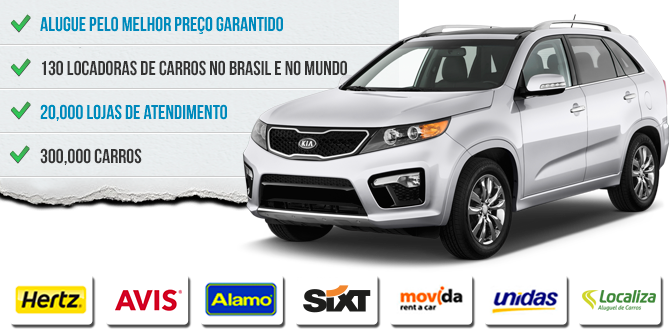 ALUGUE PELO MELHOR PREÇO GARANTIDO
130 LOCADORAS DE CARROS NO BRASIL E NO MUNDO
20,000 LOJAS DE ATENDIMENTO
300,000 CARROS
KIA
Hertz.
AVIS®
Alamo®
SIXT
movida
rent a car
unidas
Localiza
Aluguel de Carros